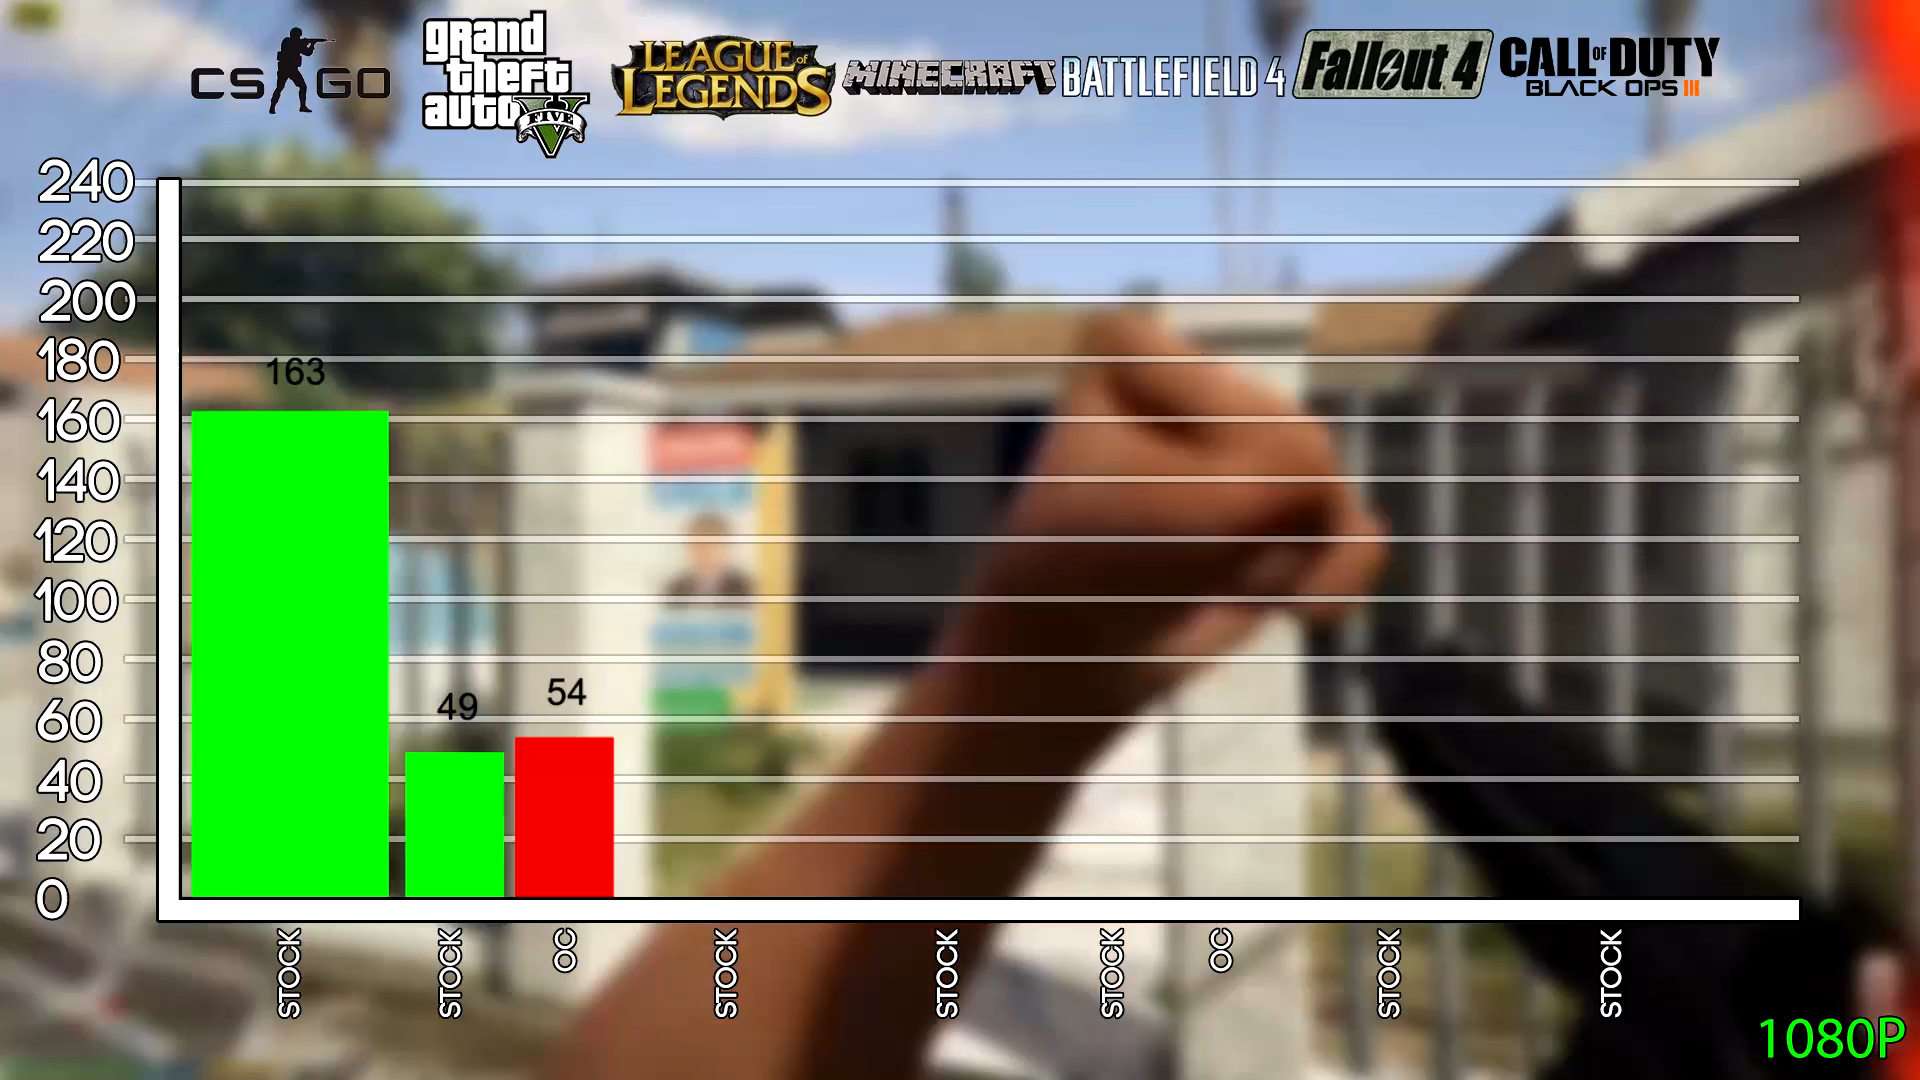 CS GO
grand
theft
auto
FIVE
LEAGUE OF
LEGENDS
MINECRAFT
BATTLEFIELD 4
Fallout 4
CALL OF DUTY
BLACK OPS III
240
220
200
180
163
160
140
120
100
80
60
49
54
40
20
0
STOCK
STOCK
OC
STOCK
STOCK
STOCK
OC
STOCK
STOCK
1080P